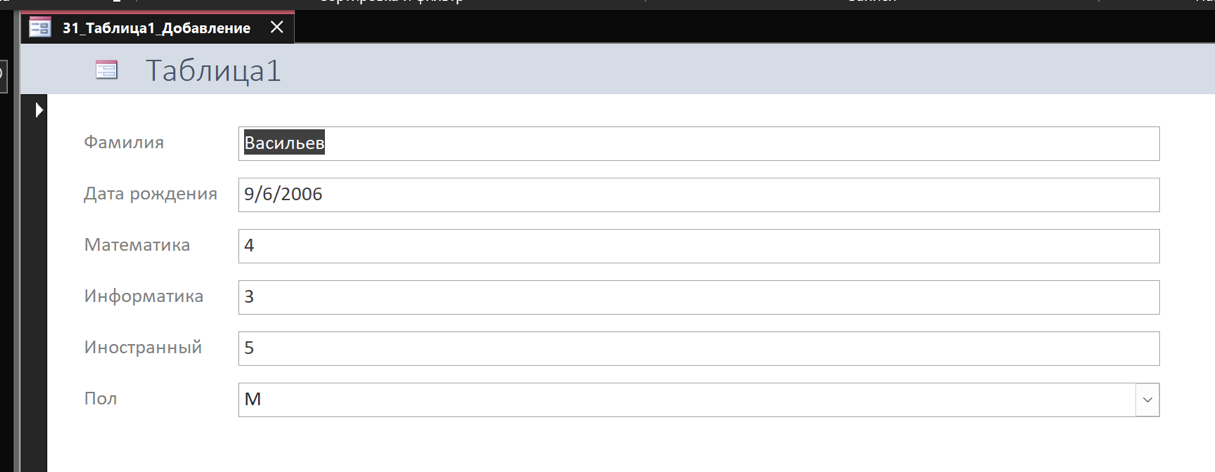 31_Таблица1_Добавление
Таблица1
Фамилия Васильев
Дата рождения 9/6/2006
Математика 4
Информатика 3
Иностранный 5
Пол М